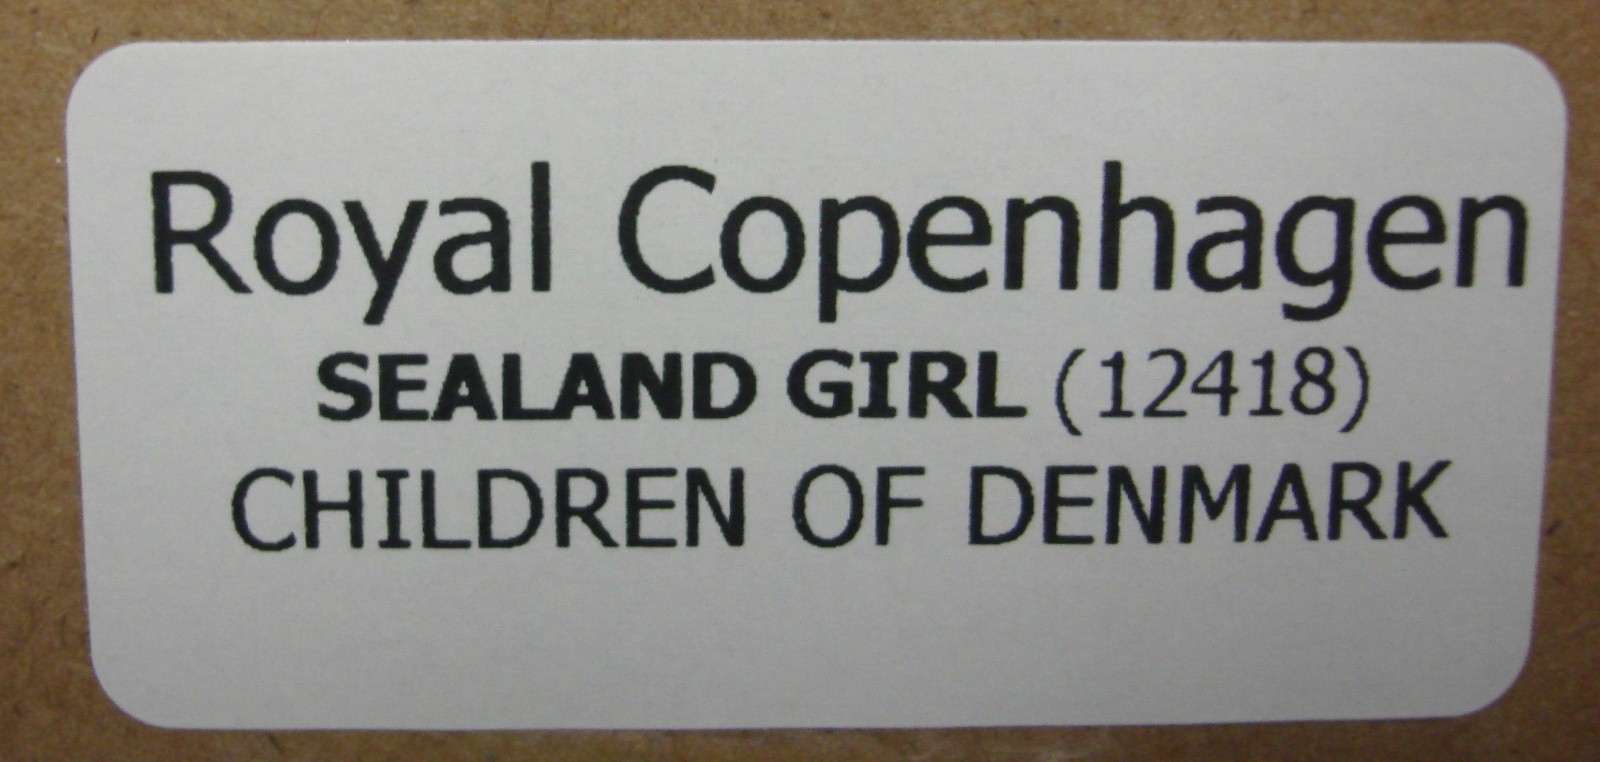 Royal Copenhagen
SEALAND GIRL (12418)
CHILDREN OF DENMARK